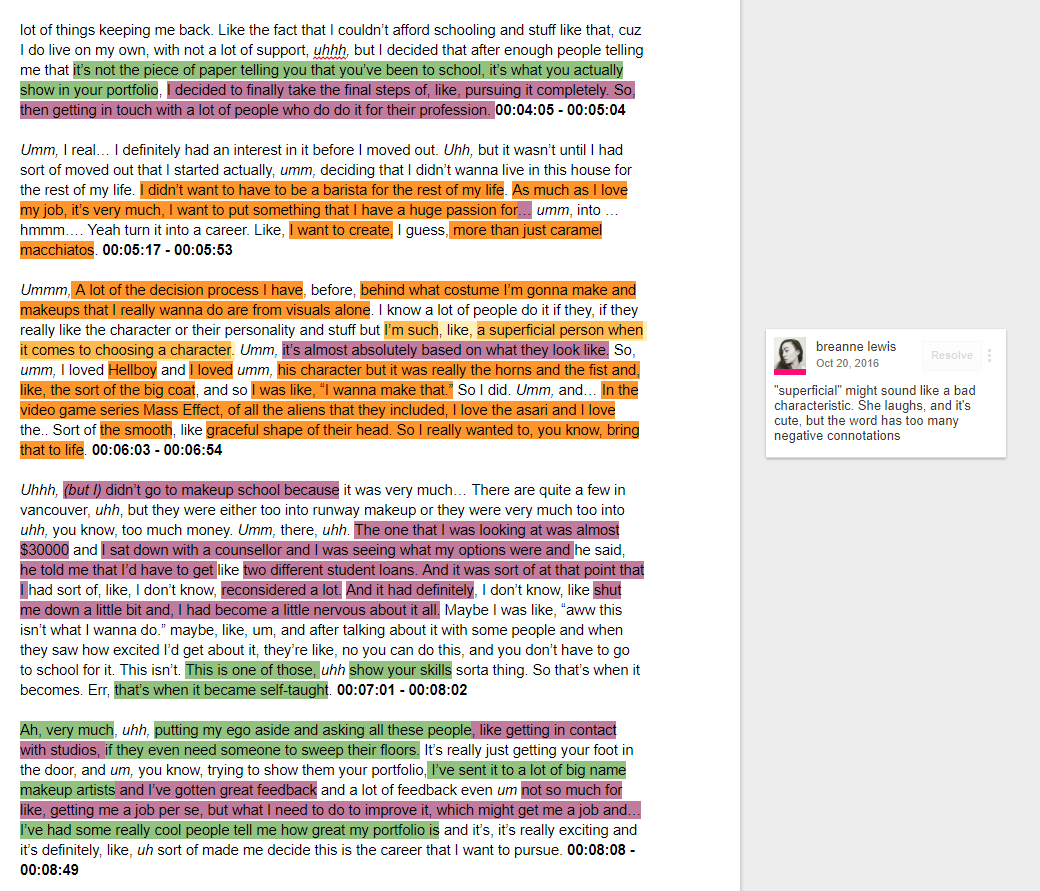 lot of things keeping me back. Like the fact that I couldn't afford schooling and stuff like that, cuz
I do live on my own, with not a lot of support, uhhh, but I decided that after enough people telling
me that it's not the piece of paper telling you that you've been to school, it's what you actually
show in your portfolio, I decided to finally take the final steps of, like, pursuing it completely. So,
then getting in touch with a lot of people who do do it for their profession. 00:04:05 - 00:05:04
Umm, I real… I definitely had an interest in it before I moved out. Uhh, but it wasn't until I had
sort of moved out that I started actually, umm, deciding that I didn't wanna live in this house for
the rest of my life. I didn't want to have to be a barista for the rest of my life. As much as I love
my job, it's very much, I want to put something that I have a huge passion for… umm, into …
hmmm…. Yeah turn it into a career. Like, I want to create, I guess, more than just caramel
macchiatos. 00:05:17 - 00:05:53
Ummm, A lot of the decision process I have, before, behind what costume I'm gonna make and
makeups that I really wanna do are from visuals alone. I know a lot of people do it if they, if they
really like the character or their personality and stuff but I'm such, like, a superficial person when
it comes to choosing a character. Umm, it's almost absolutely based on what they look like. So,
umm, I loved Hellboy and I loved umm, his character but it was really the horns and the fist and,
like, the sort of the big coat, and so I was like, "I wanna make that." So I did. Umm, and… In the
video game series Mass Effect, of all the aliens that they included, I love the asari and I love
the.. Sort of the smooth, like graceful shape of their head. So I really wanted to, you know, bring
that to life. 00:06:03 - 00:06:54
Uhhh, (but I) didn't go to makeup school because it was very much… There are quite a few in
vancouver, uhh, but they were either too into runway makeup or they were very much too into
uhh, you know, too much money. Umm, there, uhh. The one that I was looking at was almost
$30000 and I sat down with a counsellor and I was seeing what my options were and he said,
he told me that I'd have to get like two different student loans. And it was sort of at that point that
I had sort of, like, I don't know, reconsidered a lot. And it had definitely, I don't know, like shut
me down a little bit and, I had become a little nervous about it all. Maybe I was like, "aww this
isn't what I wanna do." maybe, like, um, and after talking about it with some people and when
they saw how excited I'd get about it, they're like, no you can do this, and you don't have to go
to school for it. This isn't. This is one of those, uhh show your skills sorta thing. So that's when it
becomes. Err, that's when it became self-taught. 00:07:01 - 00:08:02
Ah, very much, uhh, putting my ego aside and asking all these people, like getting in contact
with studios, if they even need someone to sweep their floors. It's really just getting your foot in
the door, and um, you know, trying to show them your portfolio, I've sent it to a lot of big name
makeup artists and I've gotten great feedback and a lot of feedback even um not so much for
like, getting me a job per se, but what I need to do to improve it, which might get me a job and…
I've had some really cool people tell me how great my portfolio is and it's, it's really exciting and
it's definitely, like, uh sort of made me decide this is the career that I want to pursue. 00:08:08 -
00:08:49
breanne lewis
Oct 20, 2016
Resolve
"superficial" might sound like a bad
characteristic. She laughs, and it's
cute, but the word has too many
negative connotations